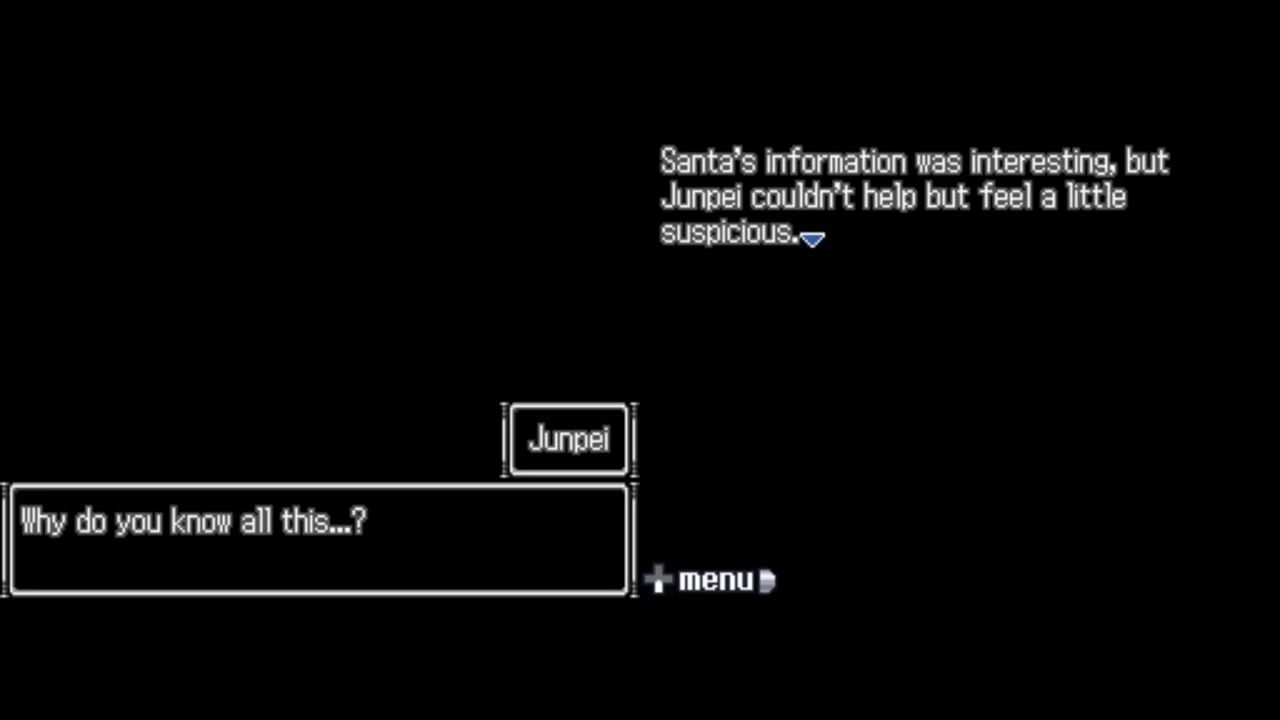 Santa's information was interesting, but
Junpei couldn't help but feel a little
suspicious.
Junpei
Why do you know all this...?
menu